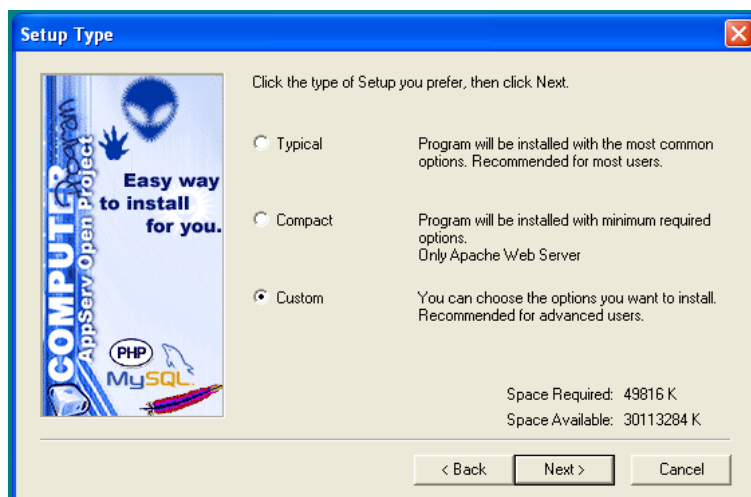 Setup Type
Click the type of Setup you prefer, then click Next.
Typical
Program will be installed with the most common
options. Recommended for most users.
Compact
Program will be installed with minimum required
options.
Only Apache Web Server
Custom
You can choose the options you want to install.
Recommended for advanced users.
COMPUTER
Program
AppServ Open Project
Easy way
to install
for you.
PHP
MySQL
Space Required: 49816 K
Space Available: 30113284 K
< Back
Next >
Cancel